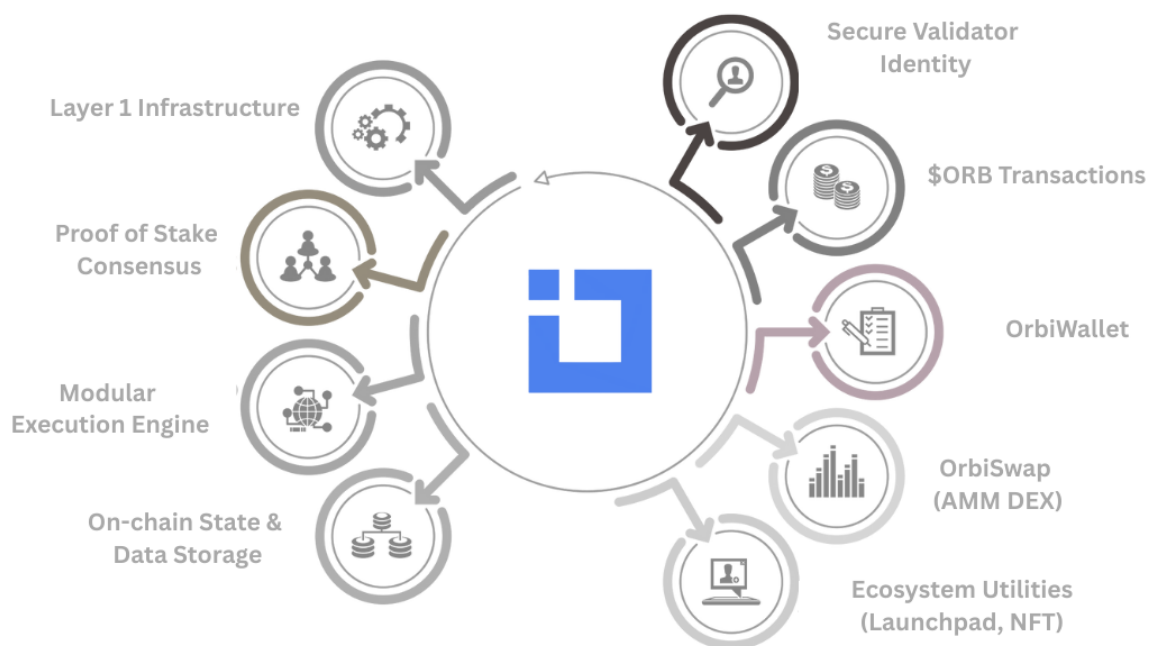 Layer 1 Infrastructure
Proof of Stake
Consensus
Modular
Execution Engine
On-chain State &
Data Storage
Secure Validator
Identity
$ORB Transactions
OrbiWallet
OrbiSwap
(AMM DEX)
Ecosystem Utilities
(Launchpad, NFT)